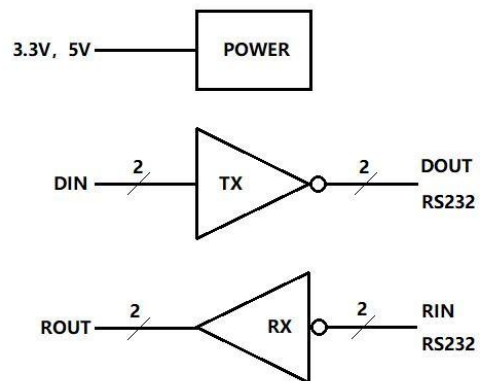 3.3V, 5V
POWER
2
2
DOUT
DIN
TX
RS232
2
2
RIN
ROUT
RX
RS232